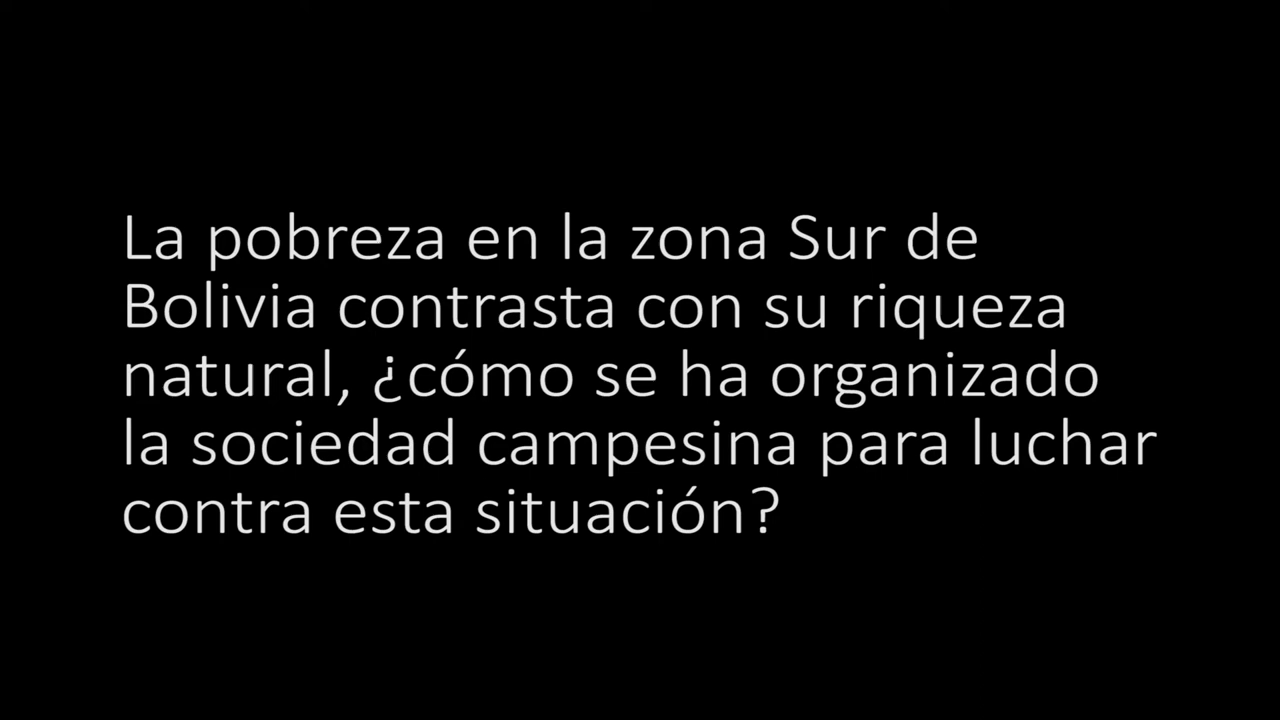 La pobreza en la zona Sur de
Bolivia contrasta con su riqueza
natural, ¿cómo se ha organizado
la sociedad campesina para luchar
contra esta situación?